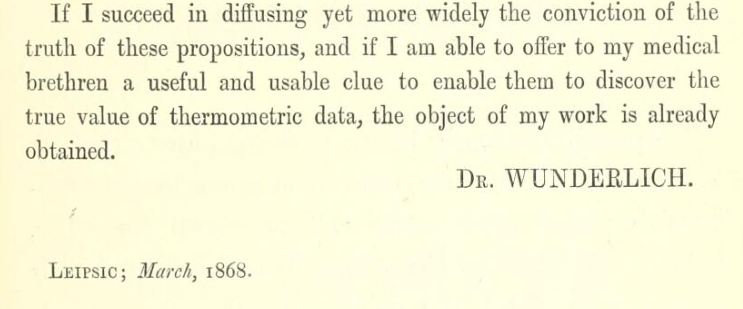 If I succeed in diffusing yet more widely the conviction of the
truth of these propositions, and if I am able to offer to my medical
brethren a useful and usable clue to enable them to discover the
true value of thermometric data, the object of my work is already
obtained.
DR. WUNDERLICH.
LEIPSIC; March, 1868.